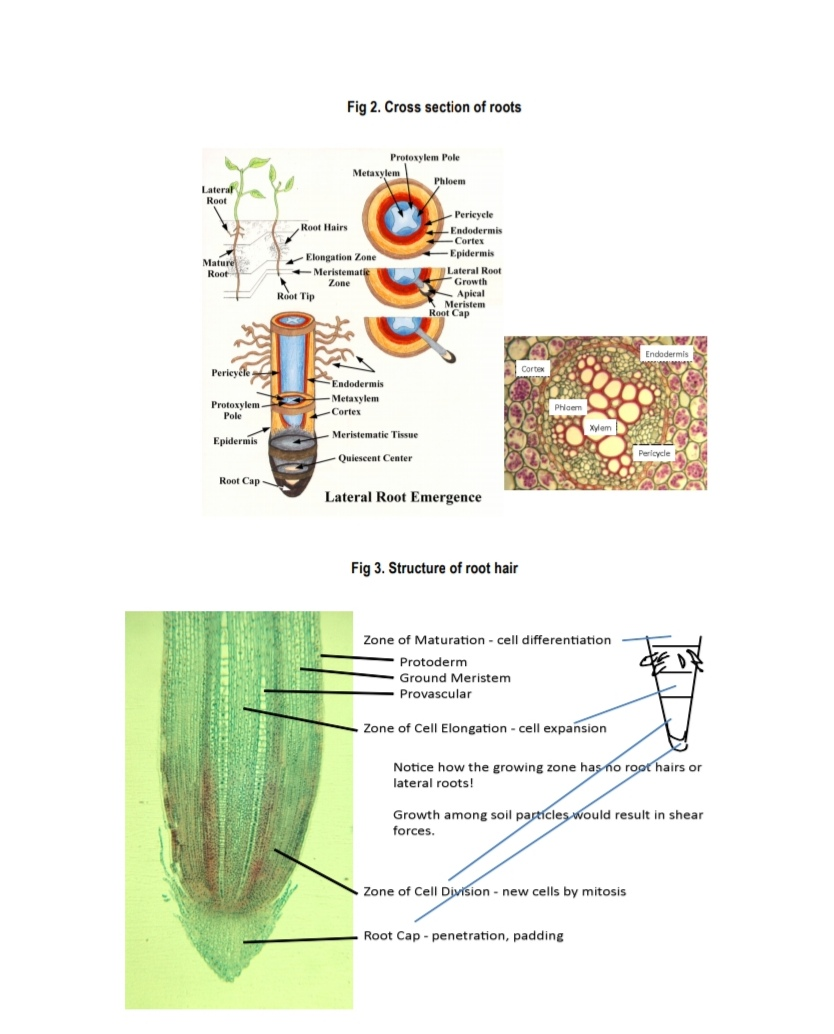 Fig 2. Cross section of roots
Protoxylem Pole
Metaxylem
Phloem
Lateral
Root
Pericycle
Root Hairs
Endodermis
Cortex
Elongation Zone
Epidermis
Mature
Root
Meristematic
Zone
Lateral Root
Growth
Root Tip
Apical
Meristem
Root Cap
Pericycle
Endodermis
Protoxylem
Pole
Metaxylem
Cortex
Epidermis
Meristematic Tissue
Quiescent Center
Root Cap
Lateral Root Emergence
Endodermis
Cortex
Phloem
Xylem
Pericycle
Fig 3. Structure of root hair
Zone of Maturation - cell differentiation
Protoderm
Ground Meristem
Provascular
Zone of Cell Elongation - cell expansion
Notice how the growing zone has no root hairs or
lateral roots!
Growth among soil particles would result in shear
forces.
Zone of Cell Division - new cells by mitosis
Root Cap - penetration, padding